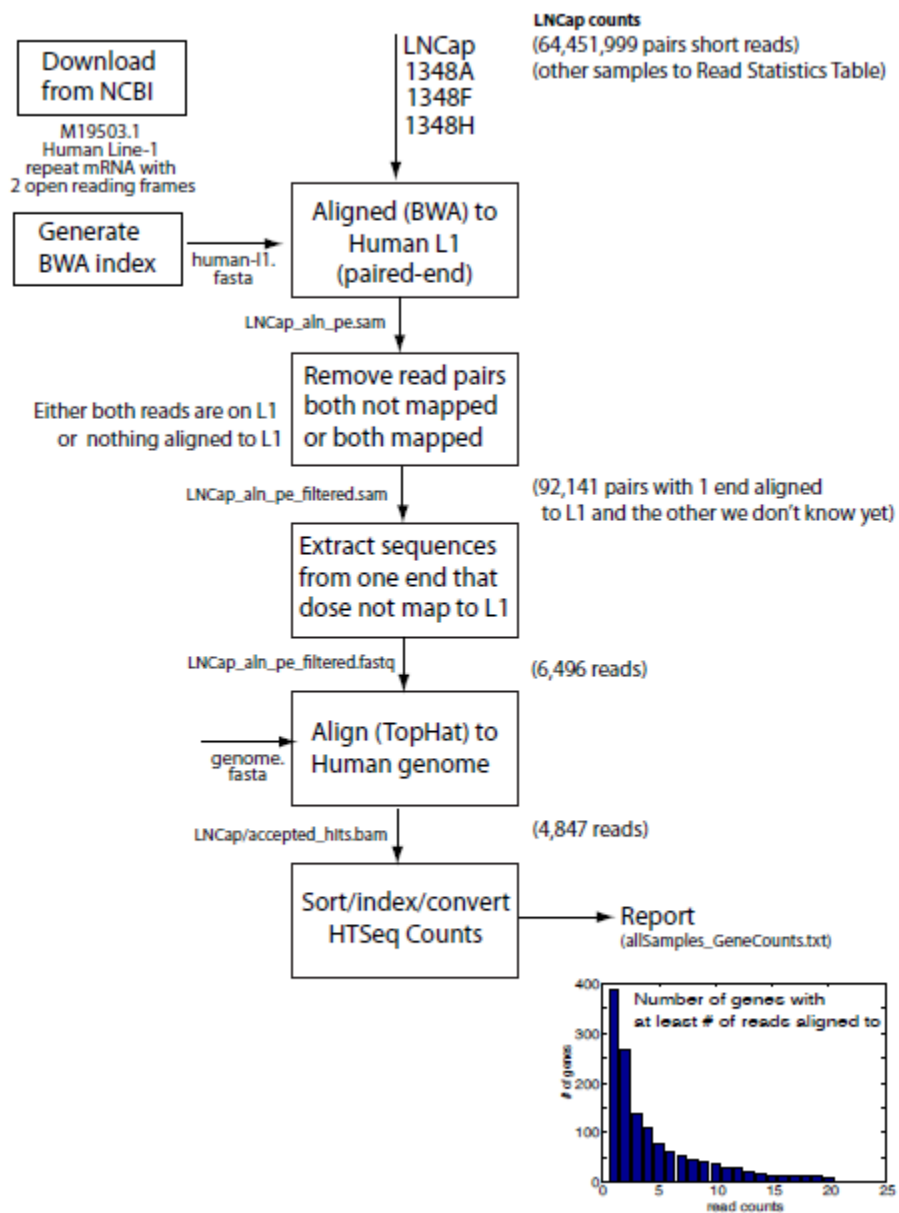 LNCap counts
(64,451,999 pairs short reads)
(other samples to Read Statistics Table)
LNCap
1348A
1348F
1348H
Download
from NCBI
M19503.1
Human Line-1
repeat mRNA with
2 open reading frames
Generate
BWA index
human-l1.
fasta
Aligned (BWA) to
Human L1
(paired-end)
LNCap_aln_pe.sam
Remove read pairs
both not mapped
or both mapped
Either both reads are on L1
or nothing aligned to L1
LNCap_aln_pe_filtered.sam
(92,141 pairs with 1 end aligned
to L1 and the other we don't know yet)
Extract sequences
from one end that
dose not map to L1
LNCap_aln_pe_filtered.fastq
(6,496 reads)
Align (TopHat) to
Human genome
genome.
fasta
LNCap/accepted_hits.bam
(4,847 reads)
Sort/index/convert
HTSeq Counts
Report
(allSamples_GeneCounts.txt)
Number of genes with
at least # of reads aligned to
# of genes
400
300
200
100
0
0 5 10 15 20 25
read counts